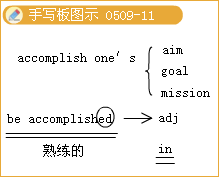 手写板图示 0509-11
aim
accomplish one's
goal
mission
be accomplished → adj
熟练的
in